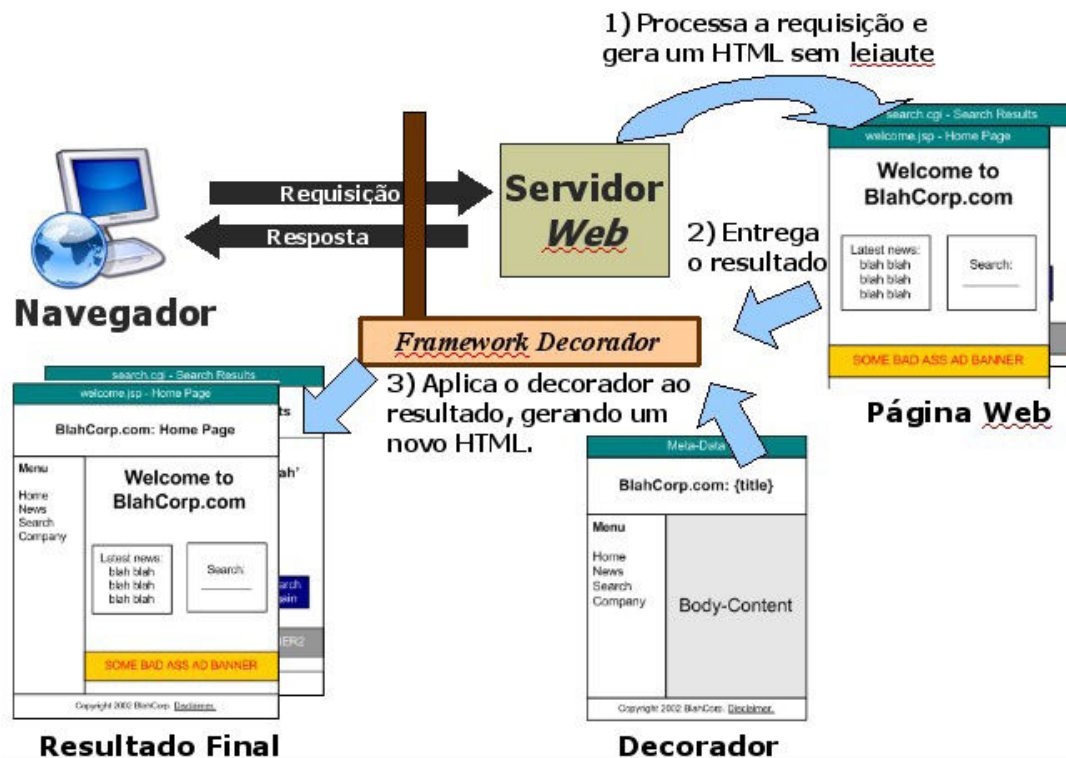 1) Processa a requisição e
gera um HTML sem leiaute
search.cgi - Search Results
welcome.jsp - Home Page
Welcome to
BlahCorp.com
Latest news:
blah blah
blah blah
blah blah
Search:
SOME BAD ASS AD BANNER
Página Web
Requisição
Resposta
Navegador
Servidor
Web
2) Entrega
o resultado
Framework Decorador
3) Aplica o decorador ao
resultado, gerando um
novo HTML.
search.cgi - Search Results
welcome.jsp - Home Page
BlahCorp.com: Home Page
Menu
Home
News
Search
Company
Welcome to
BlahCorp.com
Latest news:
blah blah
blah blah
blah blah
Search:
SOME BAD ASS AD BANNER
Copyright 2002 BlahCorp. Disclaimer.
Resultado Final
Meta-Data
BlahCorp.com: {title}
Menu
Home
News
Search
Company
Body-Content
Copyright 2002 BlahCorp. Disclaimer.
Decorador